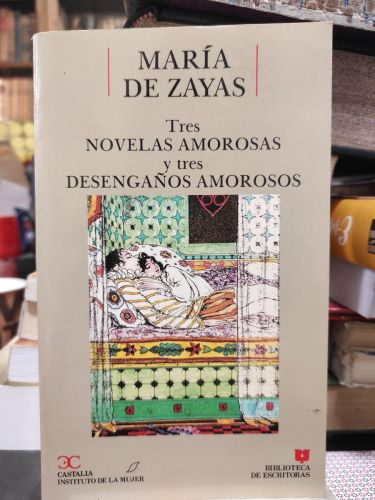 MARÍA
DE ZAYAS
Tres
NOVELAS AMOROSAS
y tres
DESENGAÑOS AMOROSOS
CASTALIA
INSTITUTO DE LA MUJER
BIBLIOTECA
DE ESCRITORAS